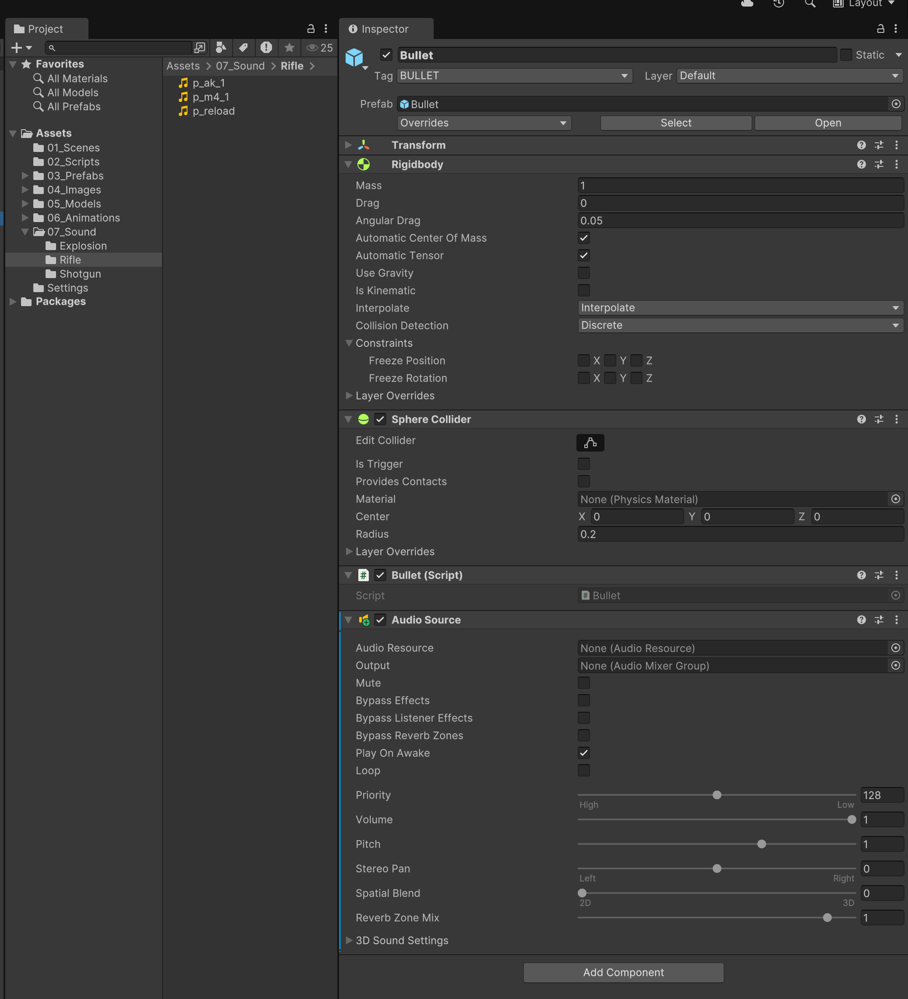 Layout
Project
25
Favorites
All Materials
All Models
All Prefabs
Assets
01_Scenes
02_Scripts
03_Prefabs
04_Images
05_Models
06_Animations
07_Sound
Explosion
Rifle
Shotgun
Settings
Packages
Assets > 07_Sound > Rifle >
p_ak_1
p_m4_1
p_reload
Inspector
Bullet Static
Tag BULLET Layer Default
Prefab Bullet
Overrides Select Open
Transform
Rigidbody
Mass 1
Drag 0
Angular Drag 0.05
Automatic Center Of Mass
Automatic Tensor
Use Gravity
Is Kinematic
Interpolate Interpolate
Collision Detection Discrete
Constraints
Freeze Position X Y Z
Freeze Rotation X Y Z
Layer Overrides
Sphere Collider
Edit Collider
Is Trigger
Provides Contacts
Material None (Physics Material)
Center X 0 Y 0 Z 0
Radius 0.2
Layer Overrides
# Bullet (Script)
Script # Bullet
Audio Source
Audio Resource None (Audio Resource)
Output None (Audio Mixer Group)
Mute
Bypass Effects
Bypass Listener Effects
Bypass Reverb Zones
Play On Awake
Loop
Priority 128
High Low
Volume 1
Pitch 1
Stereo Pan 0
Left Right
Spatial Blend 0
2D 3D
Reverb Zone Mix 1
3D Sound Settings
Add Component